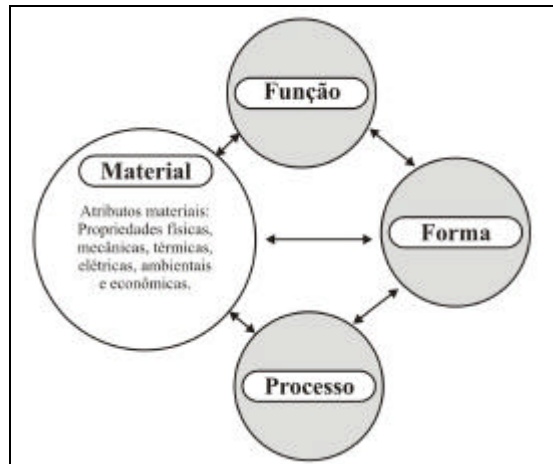 Função
Material
Atributos materiais:
Propriedades físicas,
mecânicas, térmicas,
elétricas, ambientais
e econômicas.
Forma
Processo